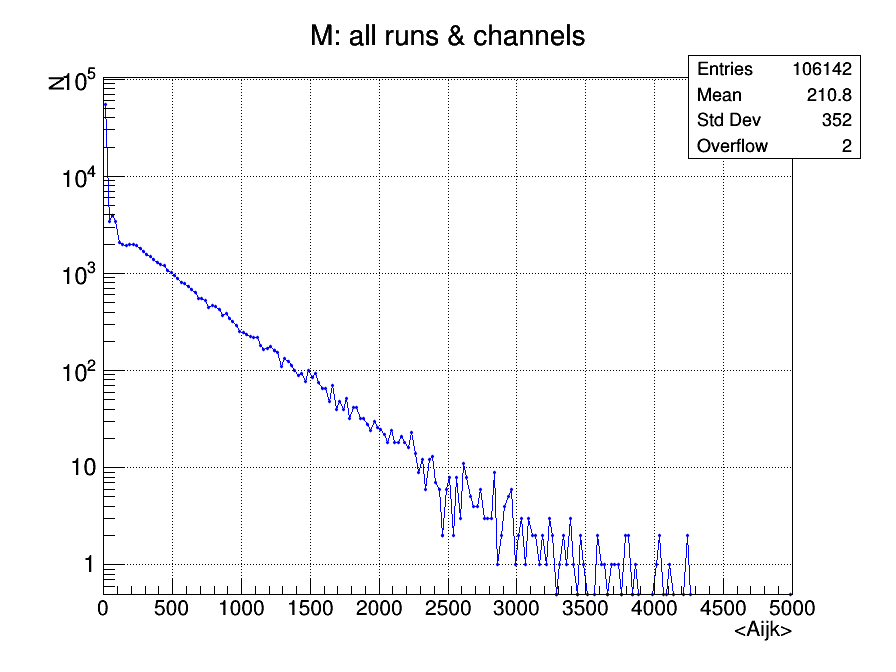 M: all runs & channels
Entries 106142
Mean 210.8
Std Dev 352
Overflow 2
N
10^5
10^4
10^3
10^2
10
1
0 500 1000 1500 2000 2500 3000 3500 4000 4500 5000
<Aijk>